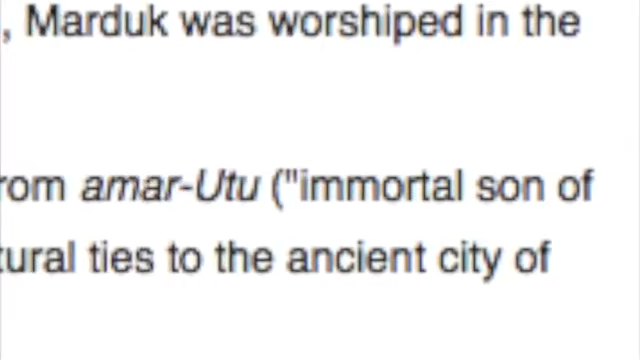 , Marduk was worshiped in the
rom amar-Utu ("immortal son of
tural ties to the ancient city of